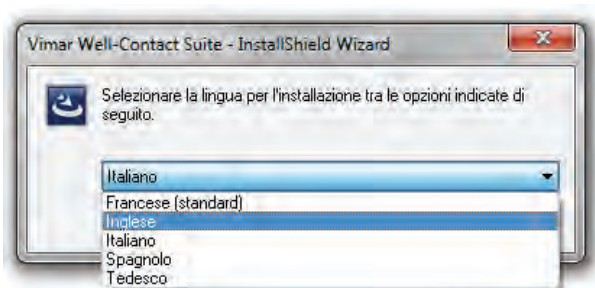 Vimar Well-Contact Suite - InstallShield Wizard
Selezionare la lingua per l'installazione tra le opzioni indicate di
seguito.
Italiano
Francese (standard)
Inglese
Italiano
Spagnolo
Tedesco